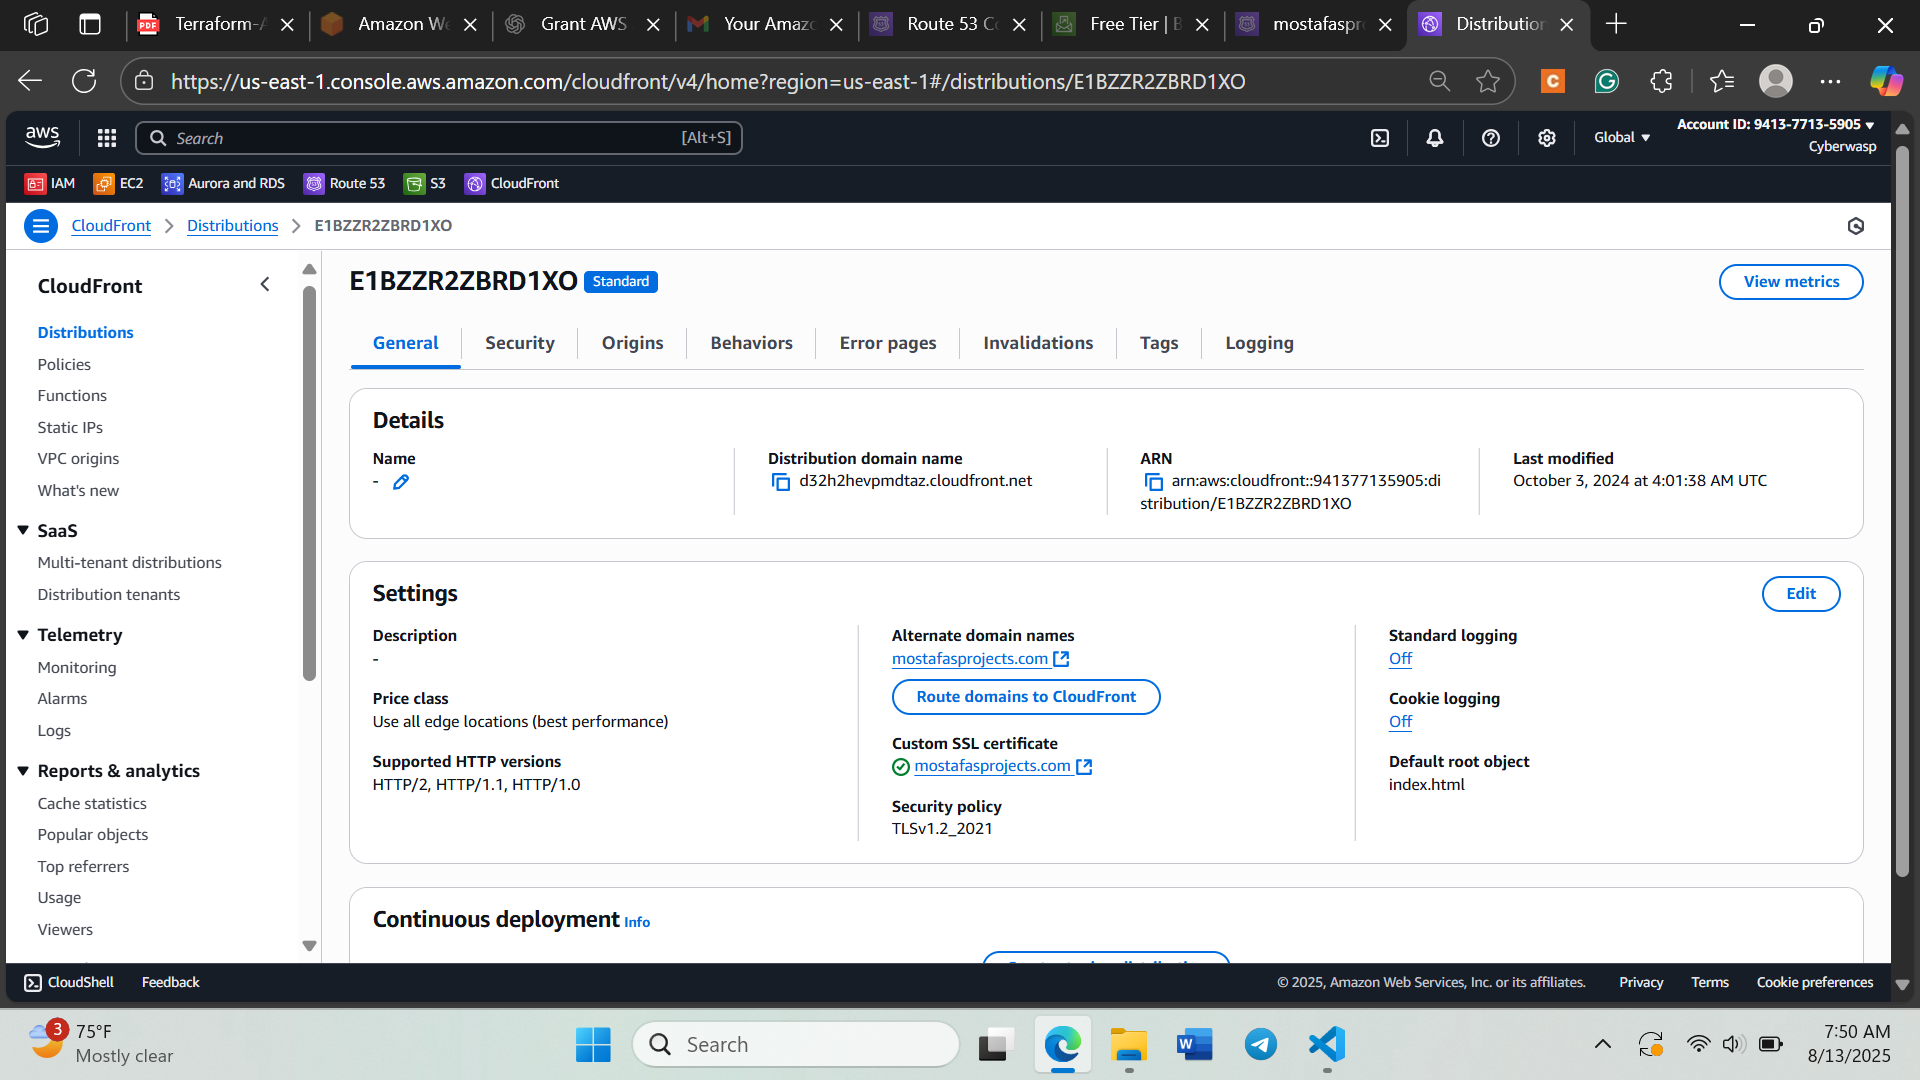 Terraform-A
Amazon We
Grant AWS
Your Amazo
Route 53 Co
Free Tier | B
mostafaspro
Distribution
https://us-east-1.console.aws.amazon.com/cloudfront/v4/home?region=us-east-1#/distributions/E1BZZR2ZBRD1XO
aws
Search
[Alt+S]
Global
Account ID: 9413-7713-5905
Cyberwasp
IAM
EC2
Aurora and RDS
Route 53
S3
CloudFront
CloudFront
Distributions
E1BZZR2ZBRD1XO
CloudFront
Distributions
Policies
Functions
Static IPs
VPC origins
What's new
SaaS
Multi-tenant distributions
Distribution tenants
Telemetry
Monitoring
Alarms
Logs
Reports & analytics
Cache statistics
Popular objects
Top referrers
Usage
Viewers
E1BZZR2ZBRD1XO
Standard
View metrics
General
Security
Origins
Behaviors
Error pages
Invalidations
Tags
Logging
Details
Name
-
Distribution domain name
d32h2hevpmdtaz.cloudfront.net
ARN
arn:aws:cloudfront::941377135905:di
stribution/E1BZZR2ZBRD1XO
Last modified
October 3, 2024 at 4:01:38 AM UTC
Settings
Edit
Description
-
Price class
Use all edge locations (best performance)
Supported HTTP versions
HTTP/2, HTTP/1.1, HTTP/1.0
Alternate domain names
mostafasprojects.com
Route domains to CloudFront
Custom SSL certificate
mostafasprojects.com
Security policy
TLSv1.2_2021
Standard logging
Off
Cookie logging
Off
Default root object
index.html
Continuous deployment Info
CloudShell
Feedback
© 2025, Amazon Web Services, Inc. or its affiliates.
Privacy
Terms
Cookie preferences
3
75°F
Mostly clear
Search
7:50 AM
8/13/2025